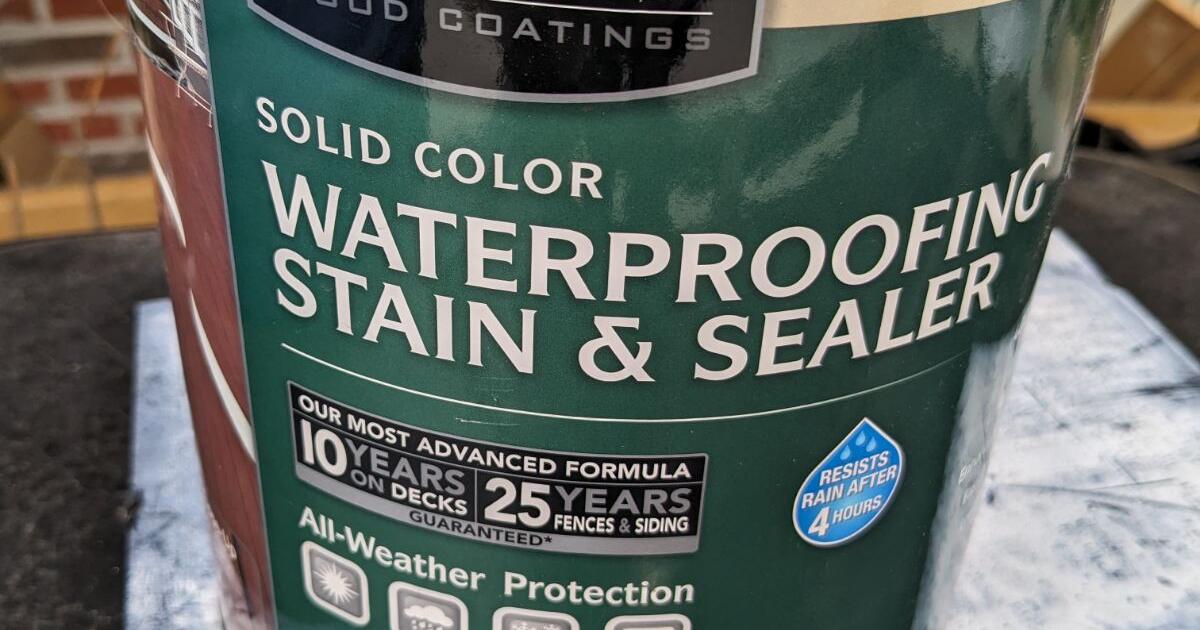 COATINGS
SOLID COLOR
WATERPROOFING
STAIN & SEALER
OUR MOST ADVANCED FORMULA
10 YEARS ON DECKS
25 YEARS FENCES & SIDING
GUARANTEED*
RESISTS
RAIN AFTER
4 HOURS
All-Weather Protection